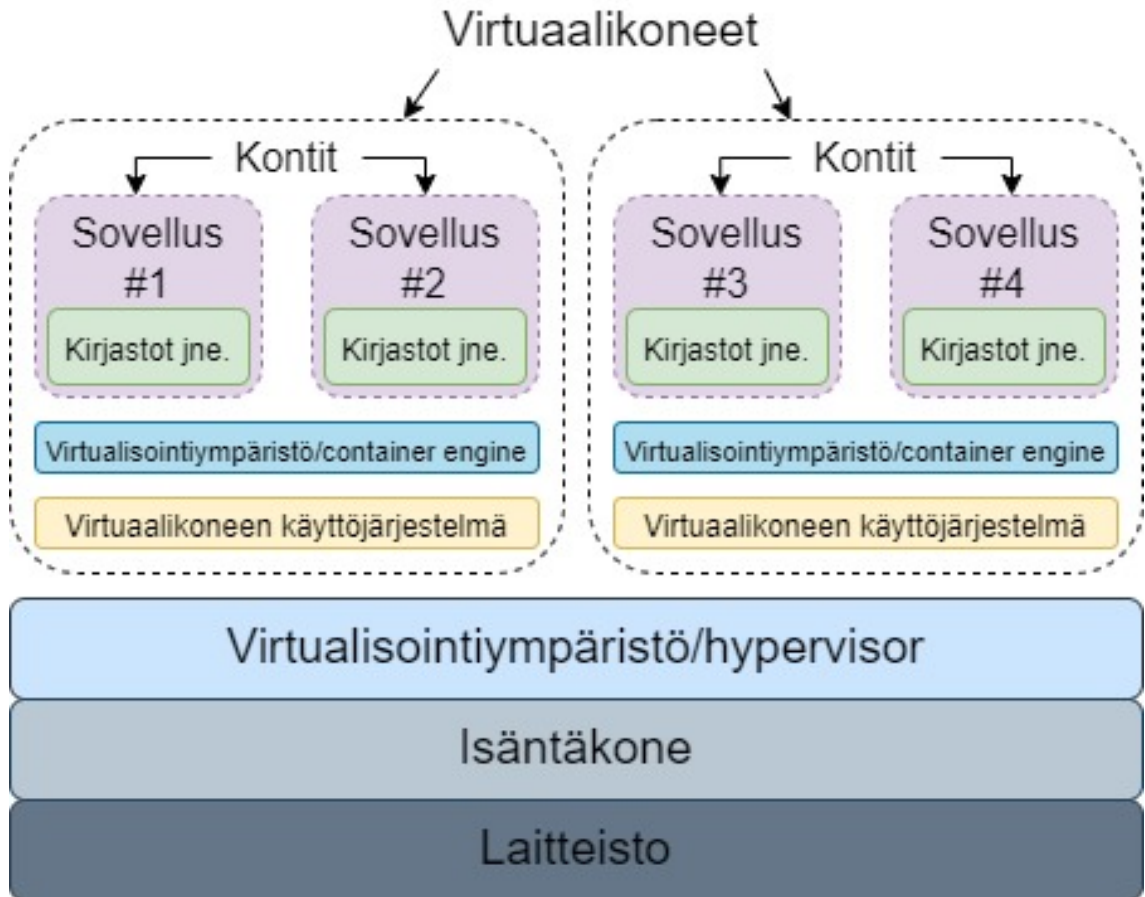 Virtuaalikoneet
Kontit
Sovellus
#1
Kirjastot jne.
Sovellus
#2
Kirjastot jne.
Virtualisointiympäristö/container engine
Virtuaalikoneen käyttöjärjestelmä
Kontit
Sovellus
#3
Kirjastot jne.
Sovellus
#4
Kirjastot jne.
Virtualisointiympäristö/container engine
Virtuaalikoneen käyttöjärjestelmä
Virtualisointiympäristö/hypervisor
Isäntäkone
Laitteisto